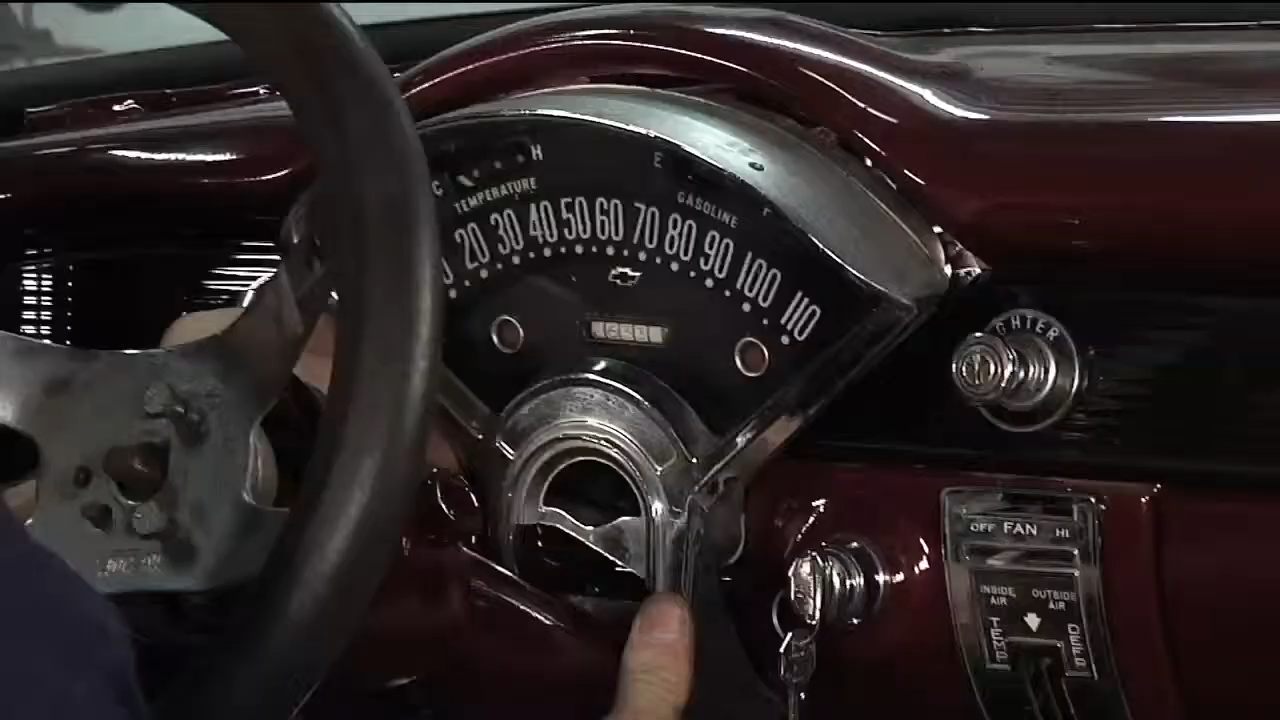 C H E
TEMPERATURE GASOLINE
20 30 40 50 60 70 80 90 100 110
GHTER
OFF FAN HI
INSIDE AIR OUTSIDE AIR
TEMP DEFR